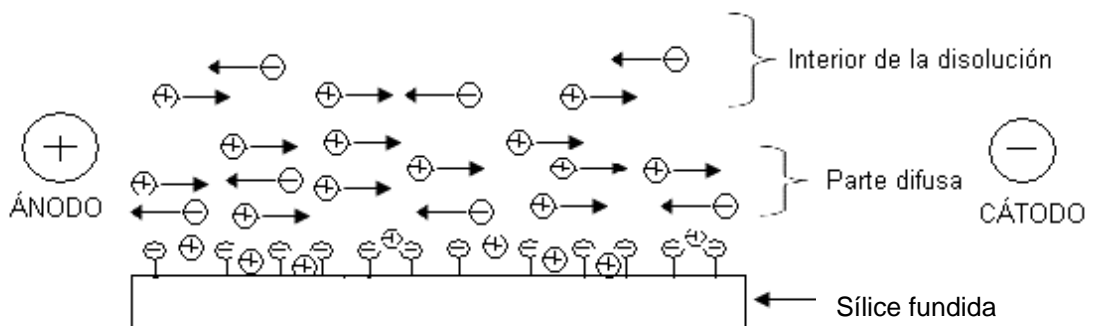 Interior de la disolución
ÁNODO
Parte difusa
CÁTODO
Sílice fundida